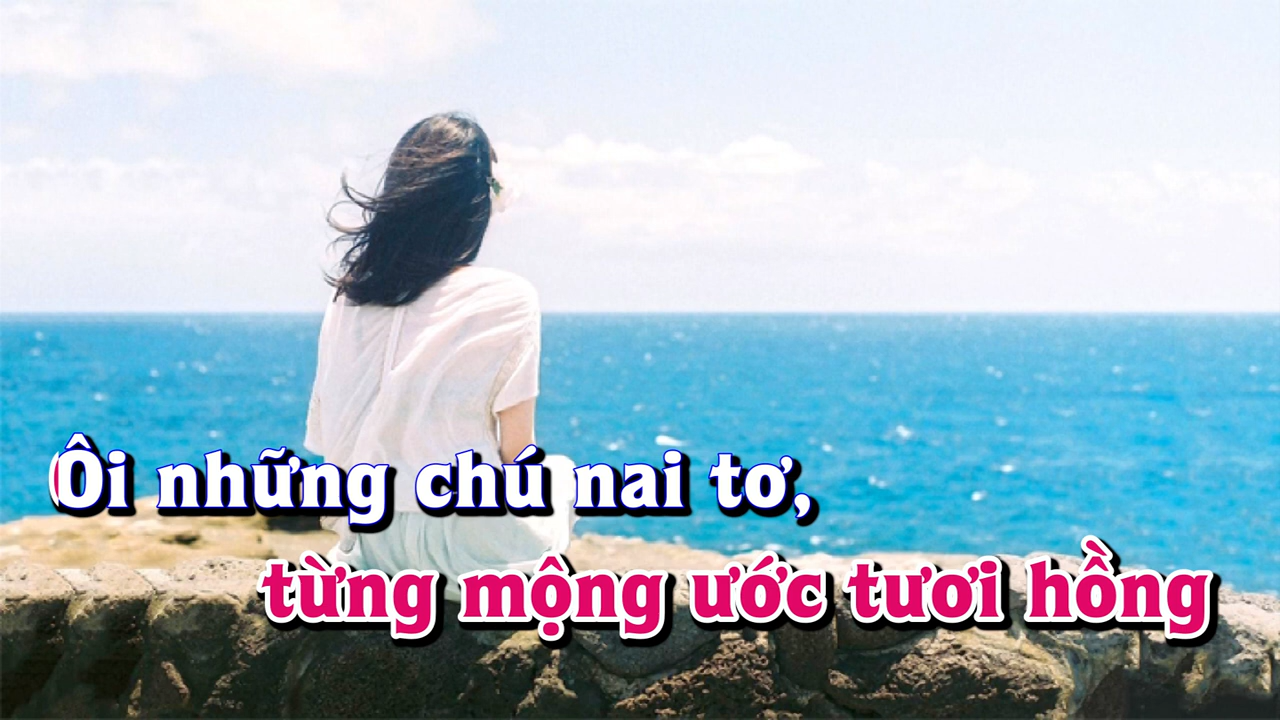 Ôi những chú nai tơ,
từng mộng ước tươi hồng